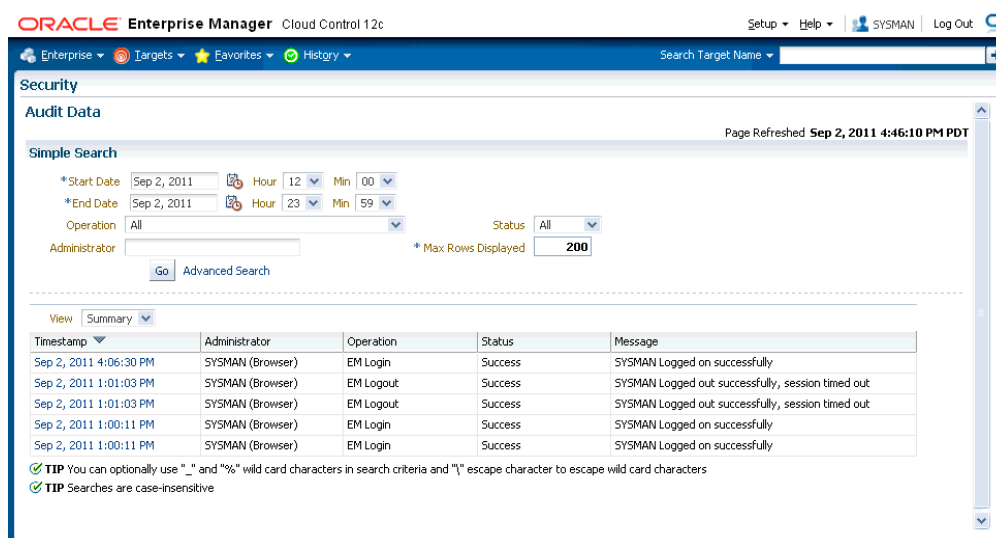 ORACLE Enterprise Manager Cloud Control 12c
Setup Help SYSMAN Log Out
Enterprise Targets Favorites History Search Target Name
Security
Audit Data
Page Refreshed Sep 2, 2011 4:46:10 PM PDT
Simple Search
*Start Date Sep 2, 2011 Hour 12 Min 00
*End Date Sep 2, 2011 Hour 23 Min 59
Operation All Status All
Administrator * Max Rows Displayed 200
Go Advanced Search
View Summary
Timestamp Administrator Operation Status Message
Sep 2, 2011 4:06:30 PM SYSMAN (Browser) EM Login Success SYSMAN Logged on successfully
Sep 2, 2011 1:01:03 PM SYSMAN (Browser) EM Logout Success SYSMAN Logged out successfully, session timed out
Sep 2, 2011 1:01:03 PM SYSMAN (Browser) EM Logout Success SYSMAN Logged out successfully, session timed out
Sep 2, 2011 1:00:11 PM SYSMAN (Browser) EM Login Success SYSMAN Logged on successfully
Sep 2, 2011 1:00:11 PM SYSMAN (Browser) EM Login Success SYSMAN Logged on successfully
TIP You can optionally use "_" and "%" wild card characters in search criteria and "\" escape character to escape wild card characters
TIP Searches are case-insensitive